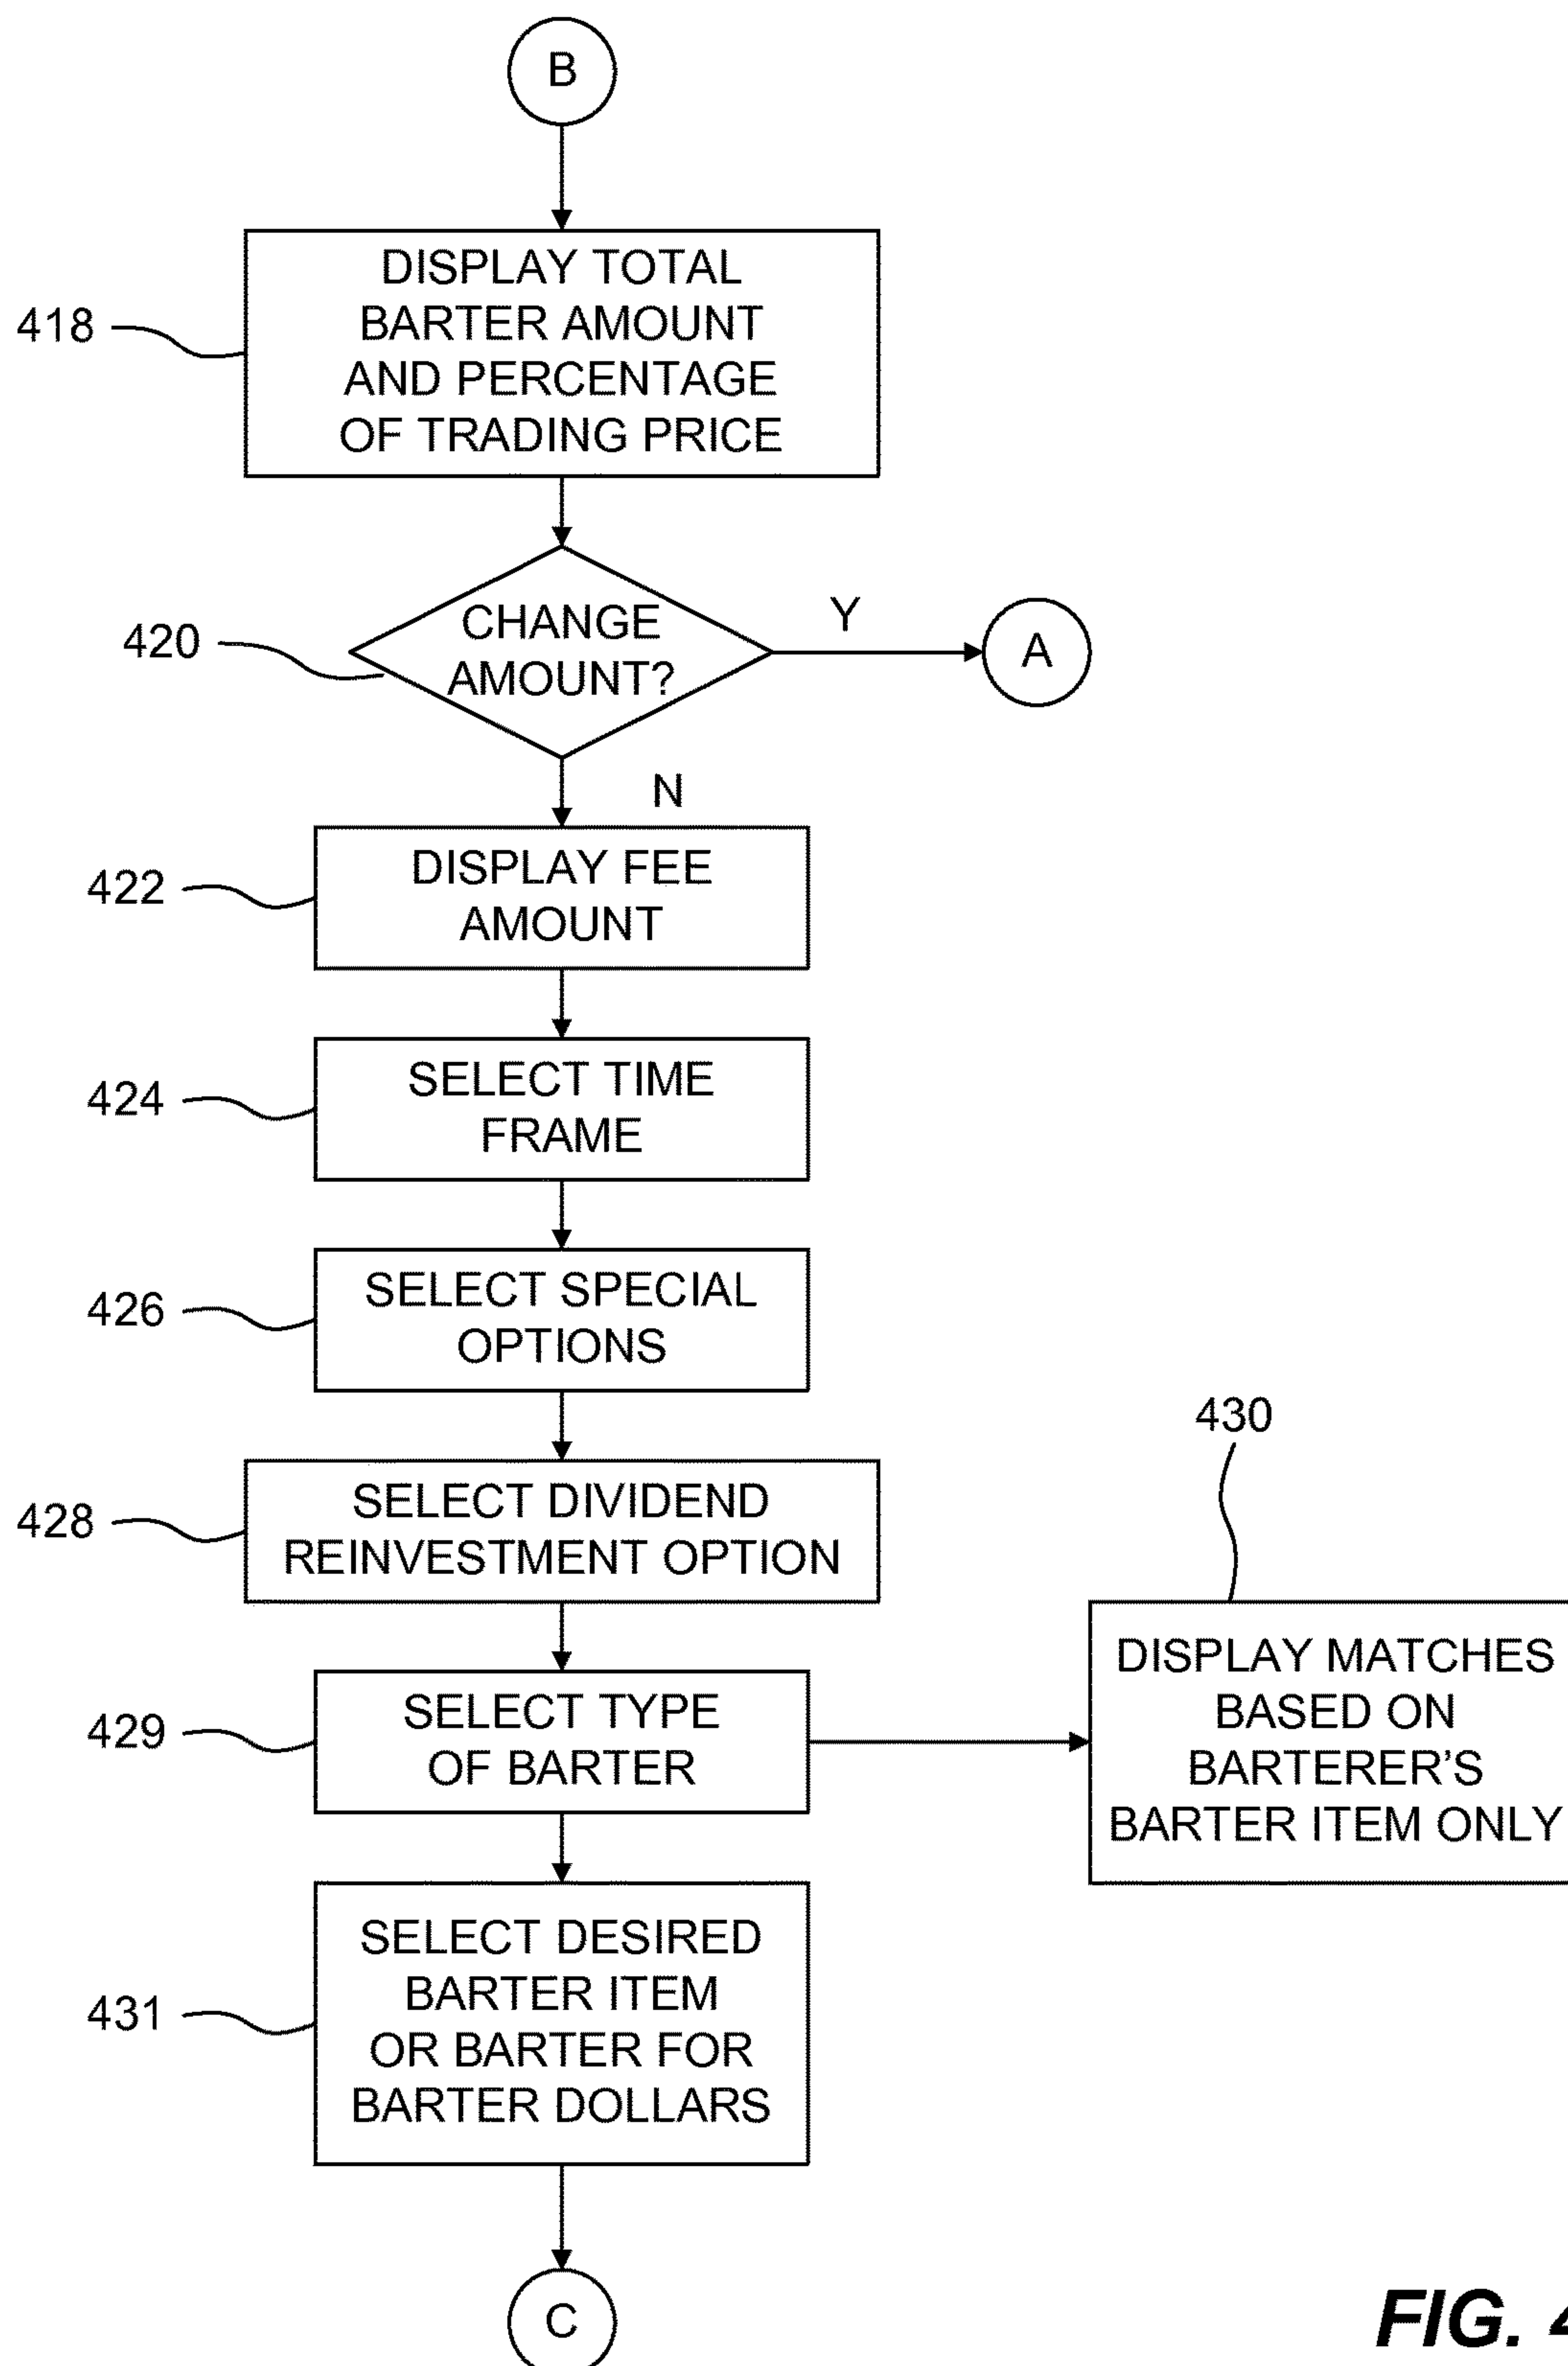 B
DISPLAY TOTAL
BARTER AMOUNT
AND PERCENTAGE
OF TRADING PRICE
418
CHANGE
AMOUNT?
420
Y
A
N
DISPLAY FEE
AMOUNT
422
SELECT TIME
FRAME
424
SELECT SPECIAL
OPTIONS
426
SELECT DIVIDEND
REINVESTMENT OPTION
428
430
DISPLAY MATCHES
BASED ON
BARTERER’S
BARTER ITEM ONLY
SELECT TYPE
OF BARTER
429
SELECT DESIRED
BARTER ITEM
OR BARTER FOR
BARTER DOLLARS
431
C
FIG.